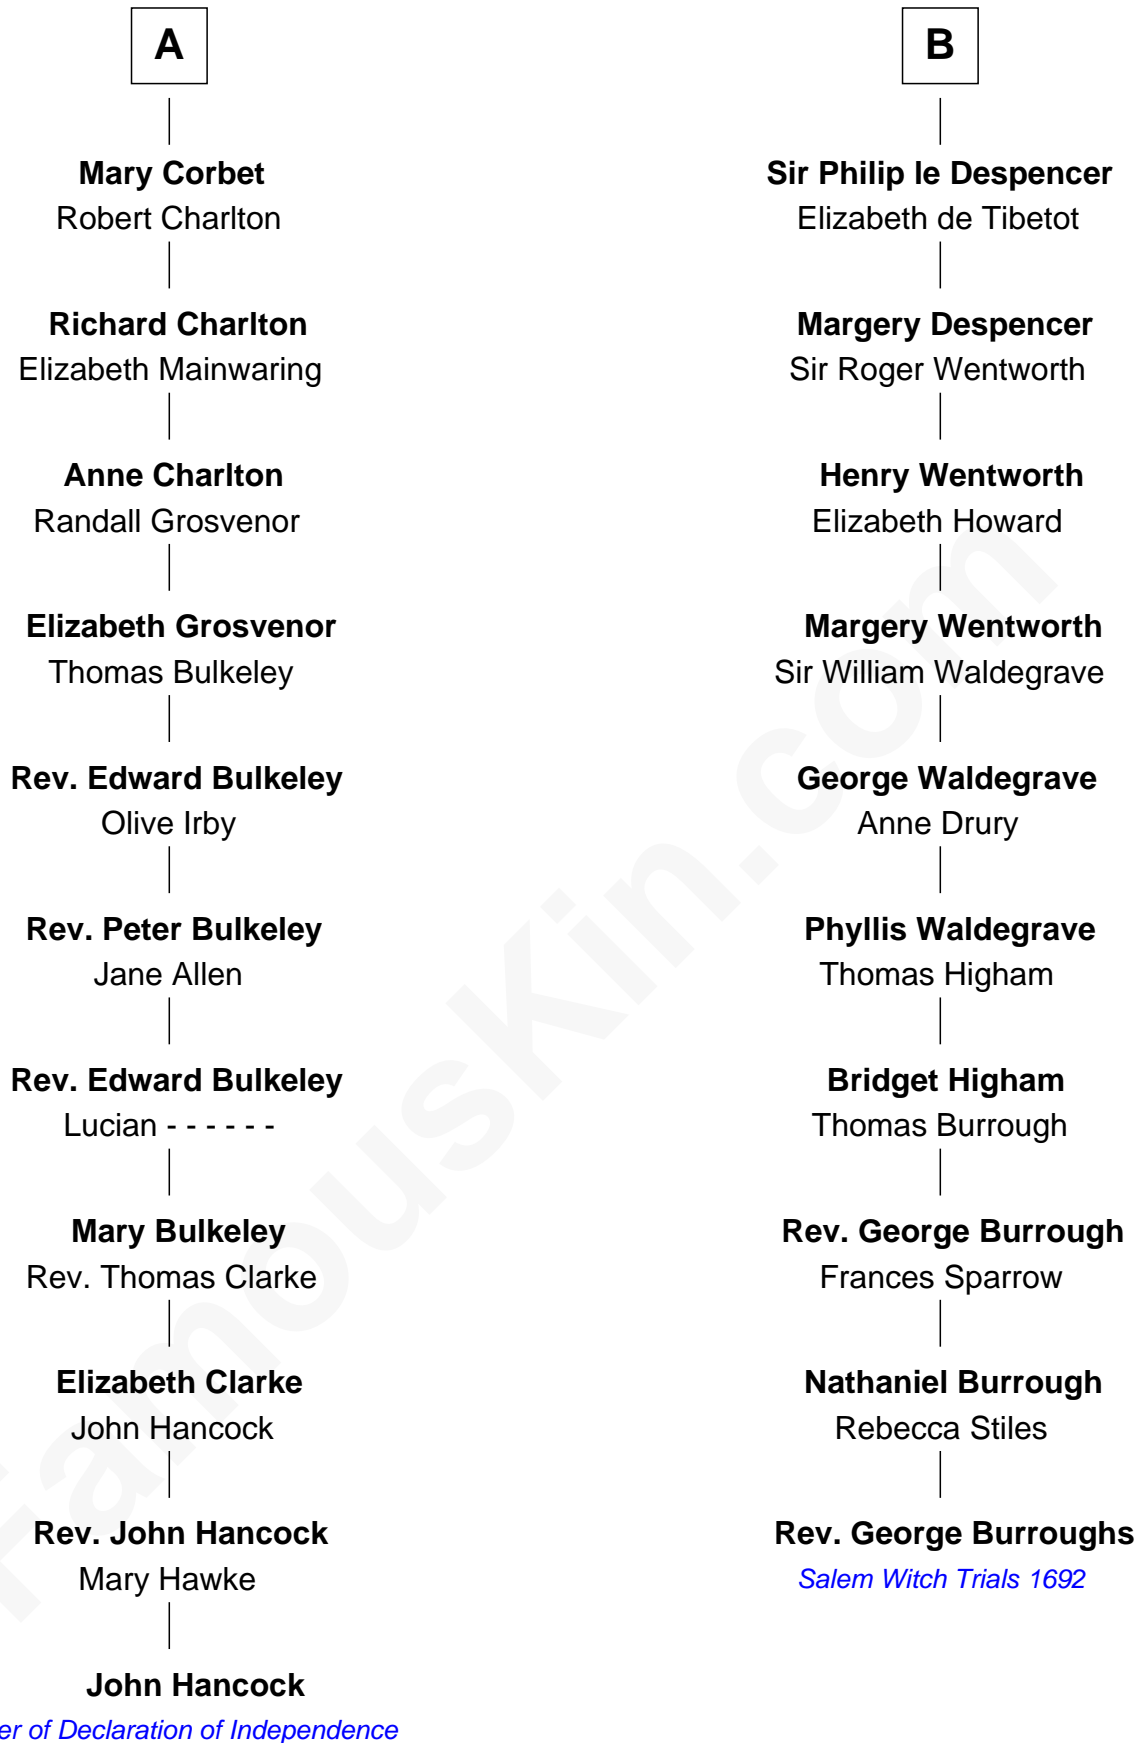 A
Mary Corbet
Robert Charlton
Richard Charlton
Elizabeth Mainwaring
Anne Charlton
Randall Grosvenor
Elizabeth Grosvenor
Thomas Bulkeley
Rev. Edward Bulkeley
Olive Irby
Rev. Peter Bulkeley
Jane Allen
Rev. Edward Bulkeley
Lucian - - - - - -
Mary Bulkeley
Rev. Thomas Clarke
Elizabeth Clarke
John Hancock
Rev. John Hancock
Mary Hawke
John Hancock
er of Declaration of Independence
B
Sir Philip le Despencer
Elizabeth de Tibetot
Margery Despencer
Sir Roger Wentworth
Henry Wentworth
Elizabeth Howard
Margery Wentworth
Sir William Waldegrave
George Waldegrave
Anne Drury
Phyllis Waldegrave
Thomas Higham
Bridget Higham
Thomas Burrough
Rev. George Burrough
Frances Sparrow
Nathaniel Burrough
Rebecca Stiles
Rev. George Burroughs
Salem Witch Trials 1692
FamousKin.com